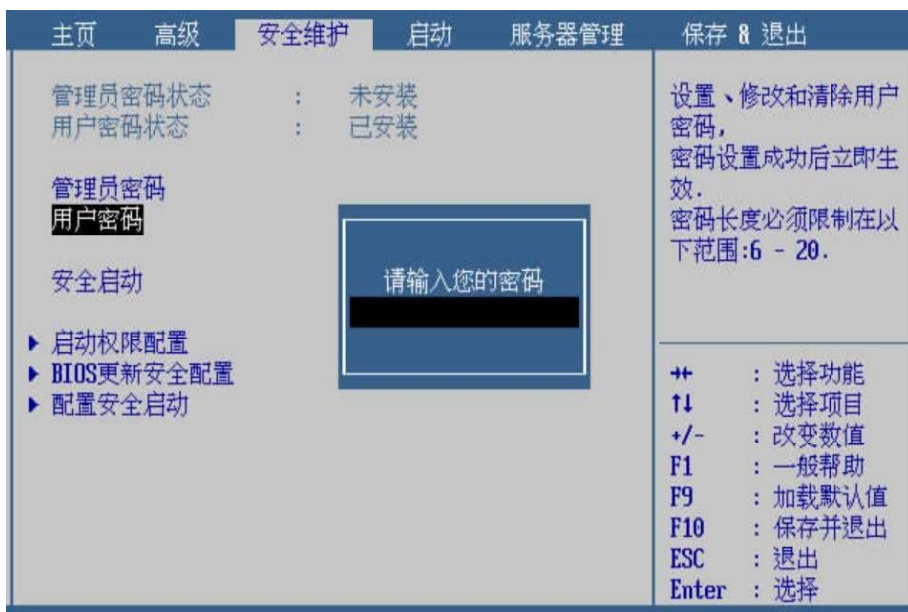 主页 高级 安全维护 启动 服务器管理 保存 & 退出
管理员密码状态 : 未安装
用户密码状态 : 已安装
管理员密码
用户密码
安全启动
启动权限配置
BIOS更新安全配置
配置安全启动
请输入您的密码
设置、修改和清除用户
密码,
密码设置成功后立即生
效.
密码长度必须限制在以
下范围:6 - 20.
→← : 选择功能
↑↓ : 选择项目
+/- : 改变数值
F1 : 一般帮助
F9 : 加载默认值
F10 : 保存并退出
ESC : 退出
Enter : 选择